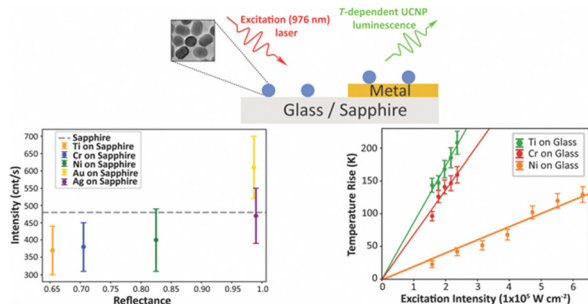 Excitation (976 nm)
laser
T-dependent UCNP
luminescence
Metal
Glass / Sapphire
Intensity (cnt/s)
700
650
600
550
500
450
400
350
300
Sapphire
Ti on Sapphire
Cr on Sapphire
Ni on Sapphire
Au on Sapphire
Ag on Sapphire
0.65 0.70 0.75 0.80 0.85 0.90 0.95 1.0
Reflectance
Temperature Rise (K)
200
150
100
50
0
Ti on Glass
Cr on Glass
Ni on Glass
0 1 2 3 4 5 6
Excitation Intensity (1x10⁵ W cm⁻²)